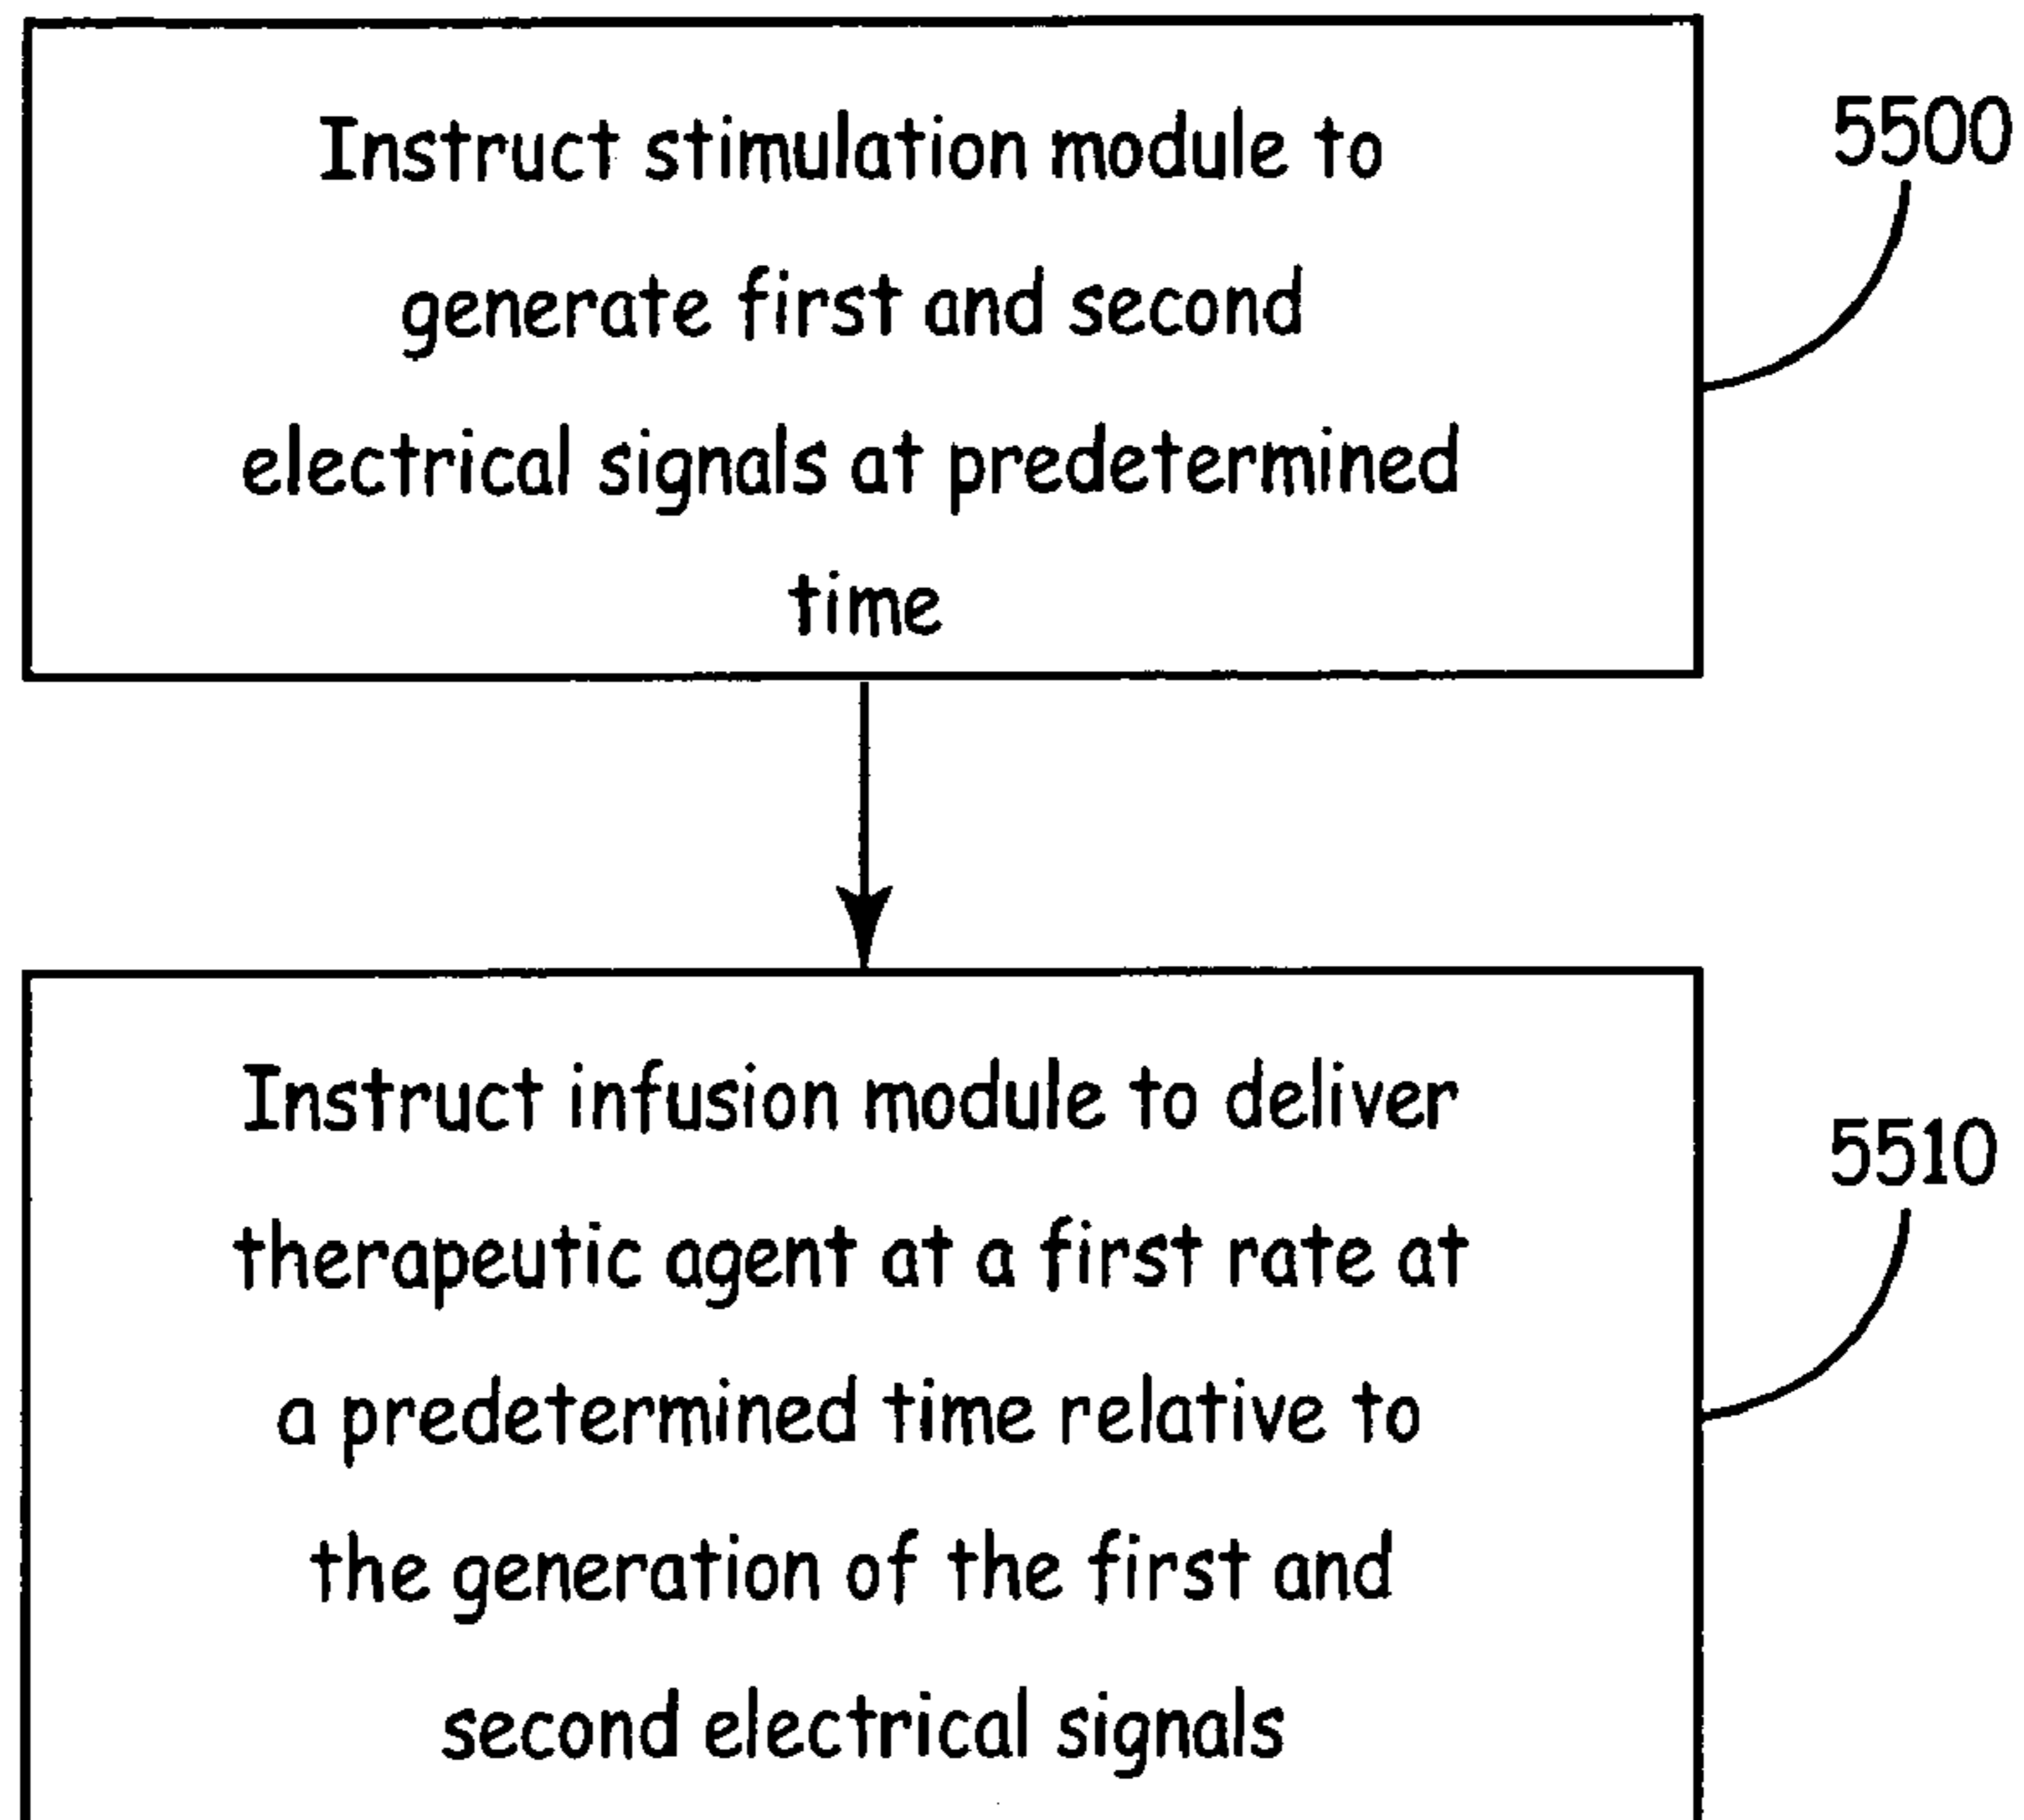 Instruct stimulation module to
generate first and second
electrical signals at predetermined
time
5500
Instruct infusion module to deliver
therapeutic agent at a first rate at
a predetermined time relative to
the generation of the first and
second electrical signals
5510